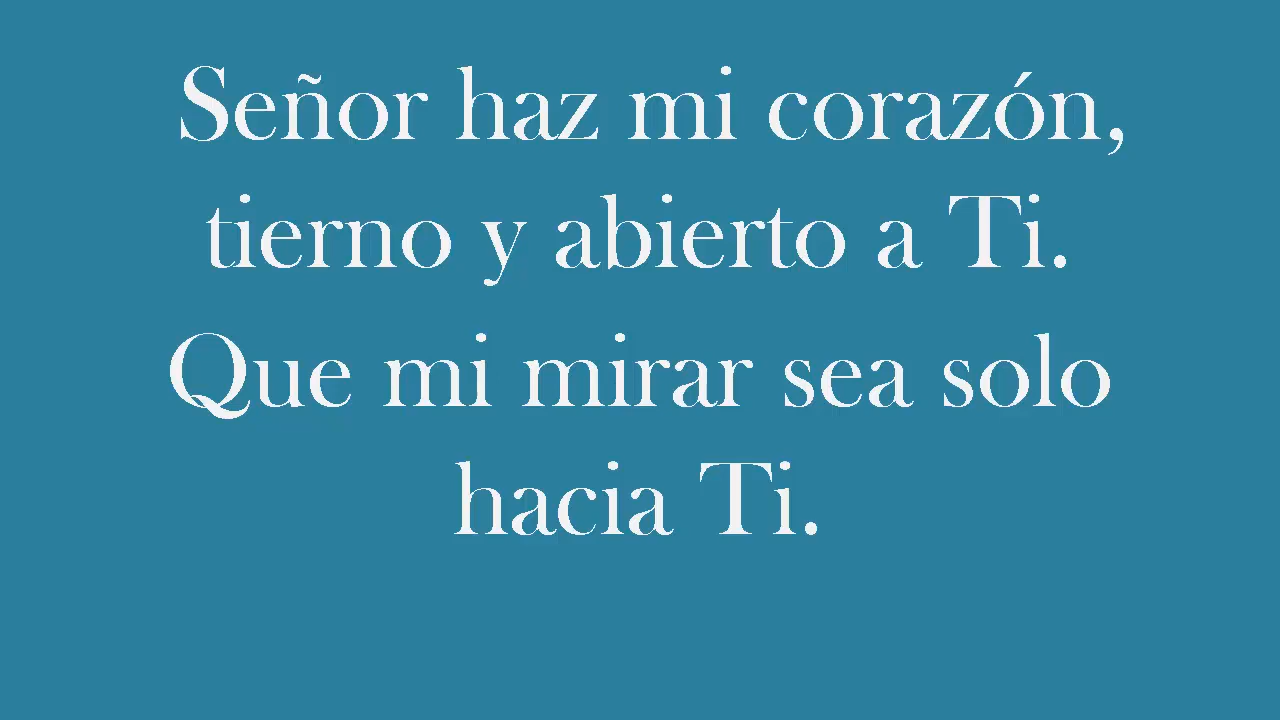 Señor haz mi corazón,
tierno y abierto a Ti.
Que mi mirar sea solo
hacia Ti.